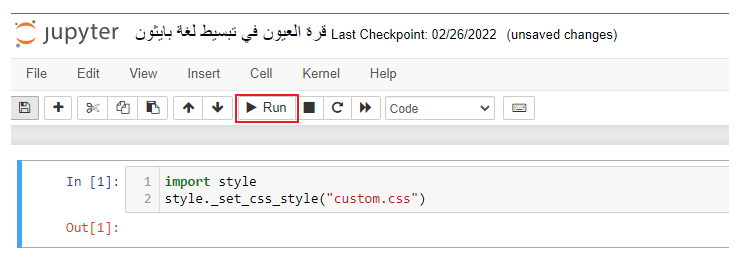 jupyter قرة العيون في تبسيط لغة بايثون Last Checkpoint: 02/26/2022 (unsaved changes)
File Edit View Insert Cell Kernel Help
Run Code
In [1]: 1 import style
2 style._set_css_style("custom.css")
Out[1]: